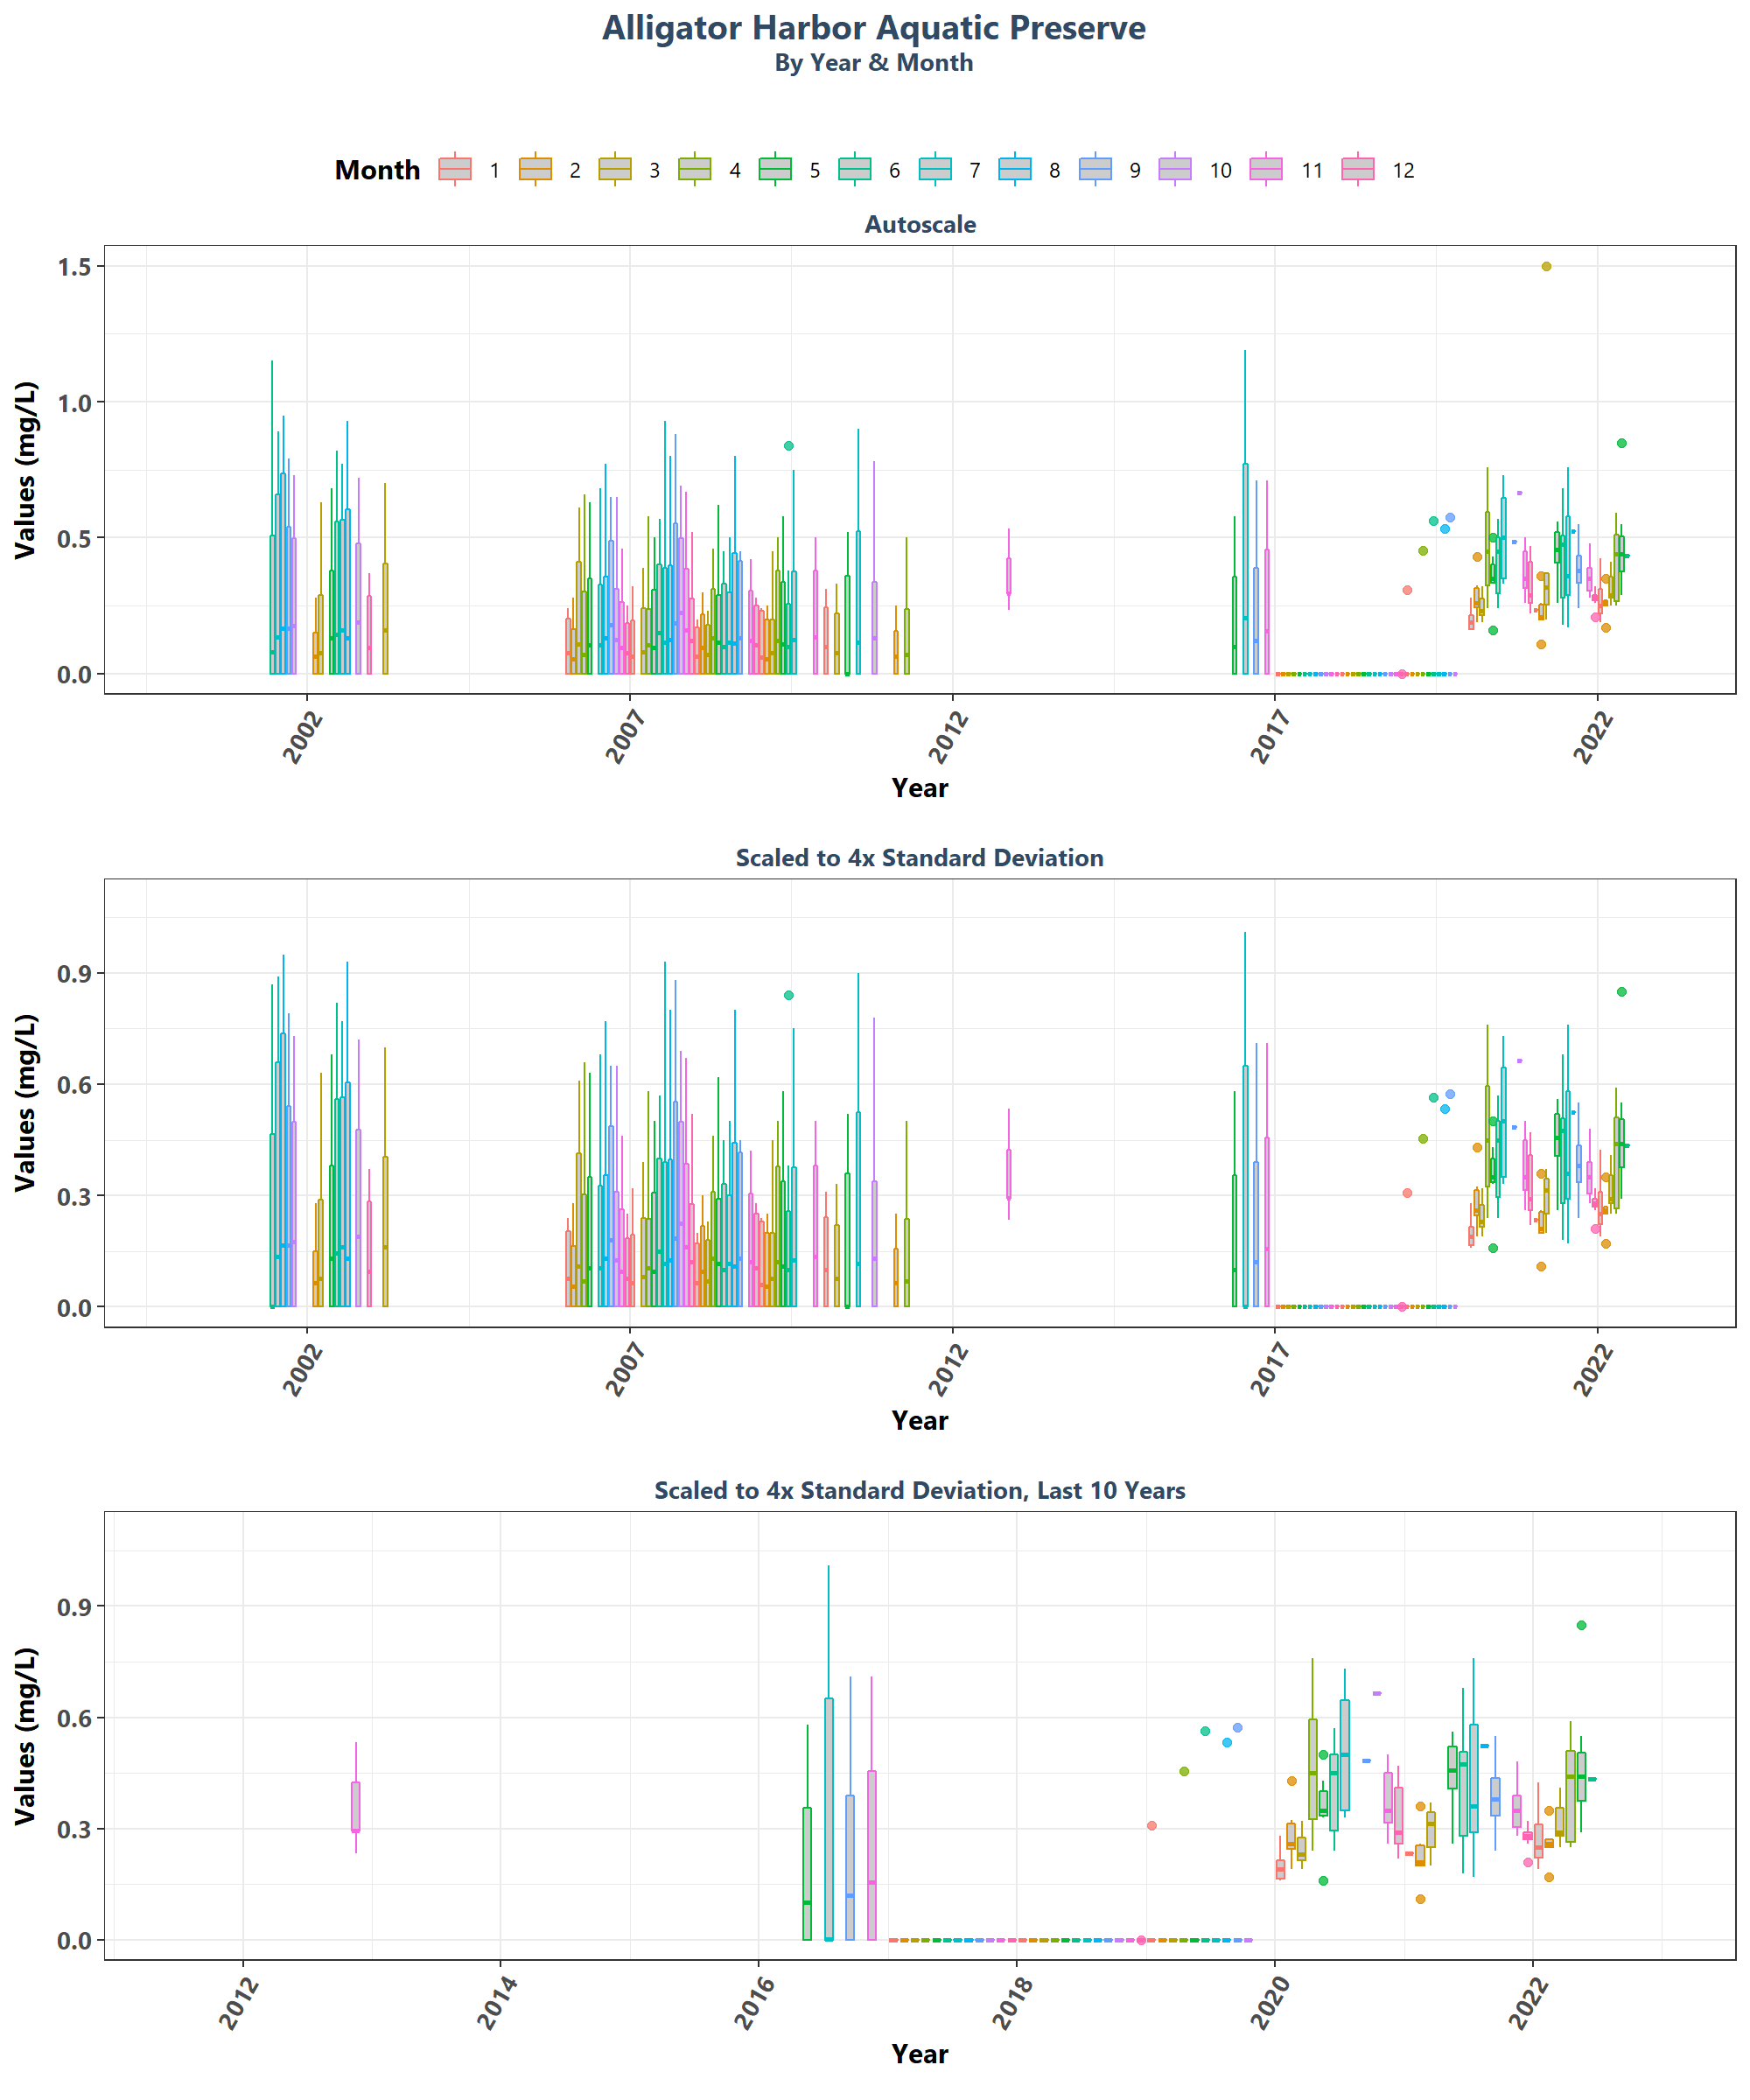 Alligator Harbor Aquatic Preserve
By Year & Month
Month 1 2 3 4 5 6 7 8 9 10 11 12
Autoscale
Values (mg/L)
1.5
1.0
0.5
0.0
2002 2007 2012 2017 2022
Year
Scaled to 4x Standard Deviation
Values (mg/L)
0.9
0.6
0.3
0.0
2002 2007 2012 2017 2022
Year
Scaled to 4x Standard Deviation, Last 10 Years
Values (mg/L)
0.9
0.6
0.3
0.0
2012 2014 2016 2018 2020 2022
Year